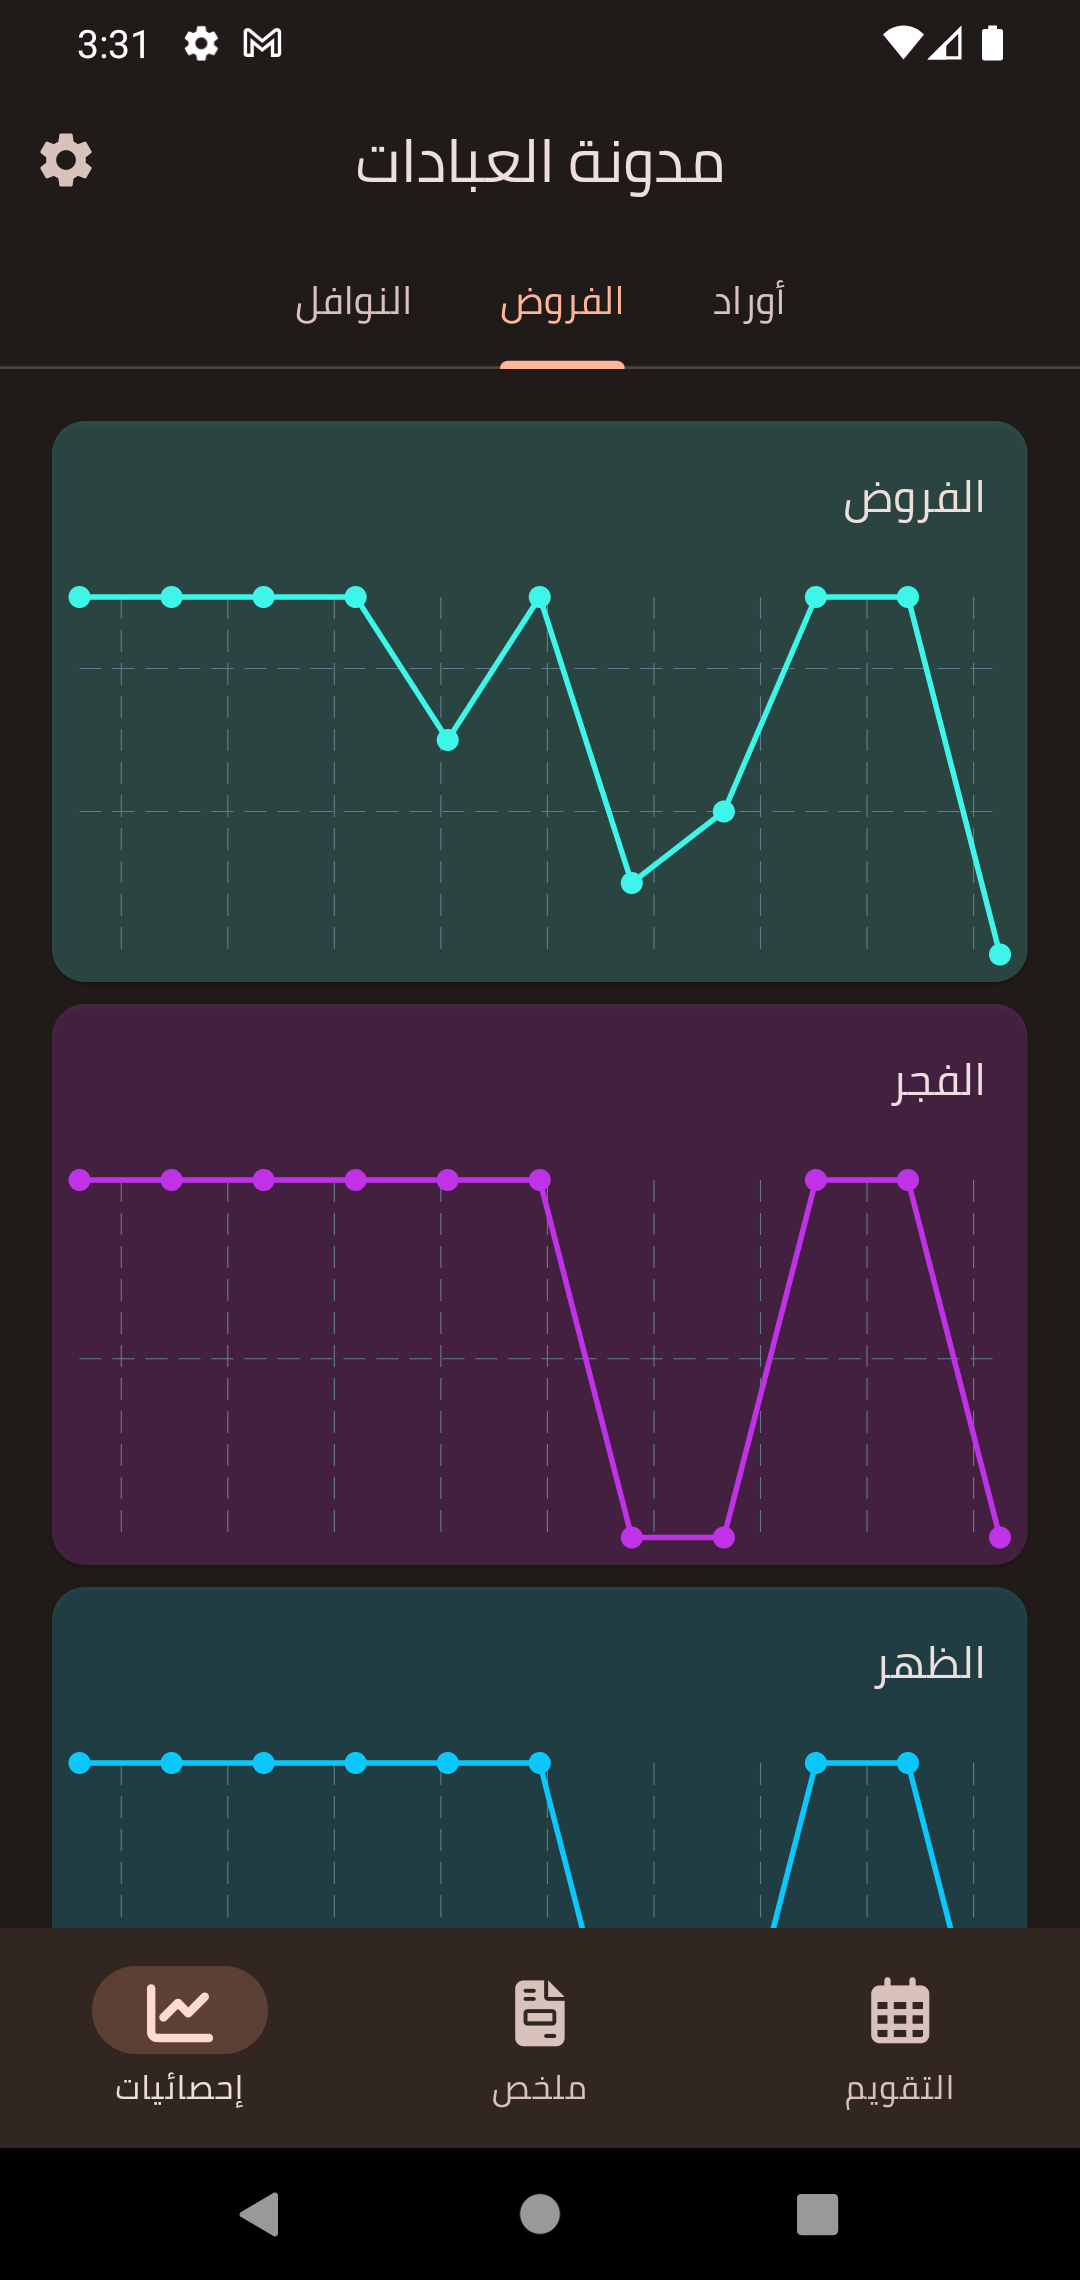 3:31
مدونة العبادات
أوراد
الفروض
النوافل
الفروض
الفجر
الظهر
التقويم
ملخص
إحصائيات